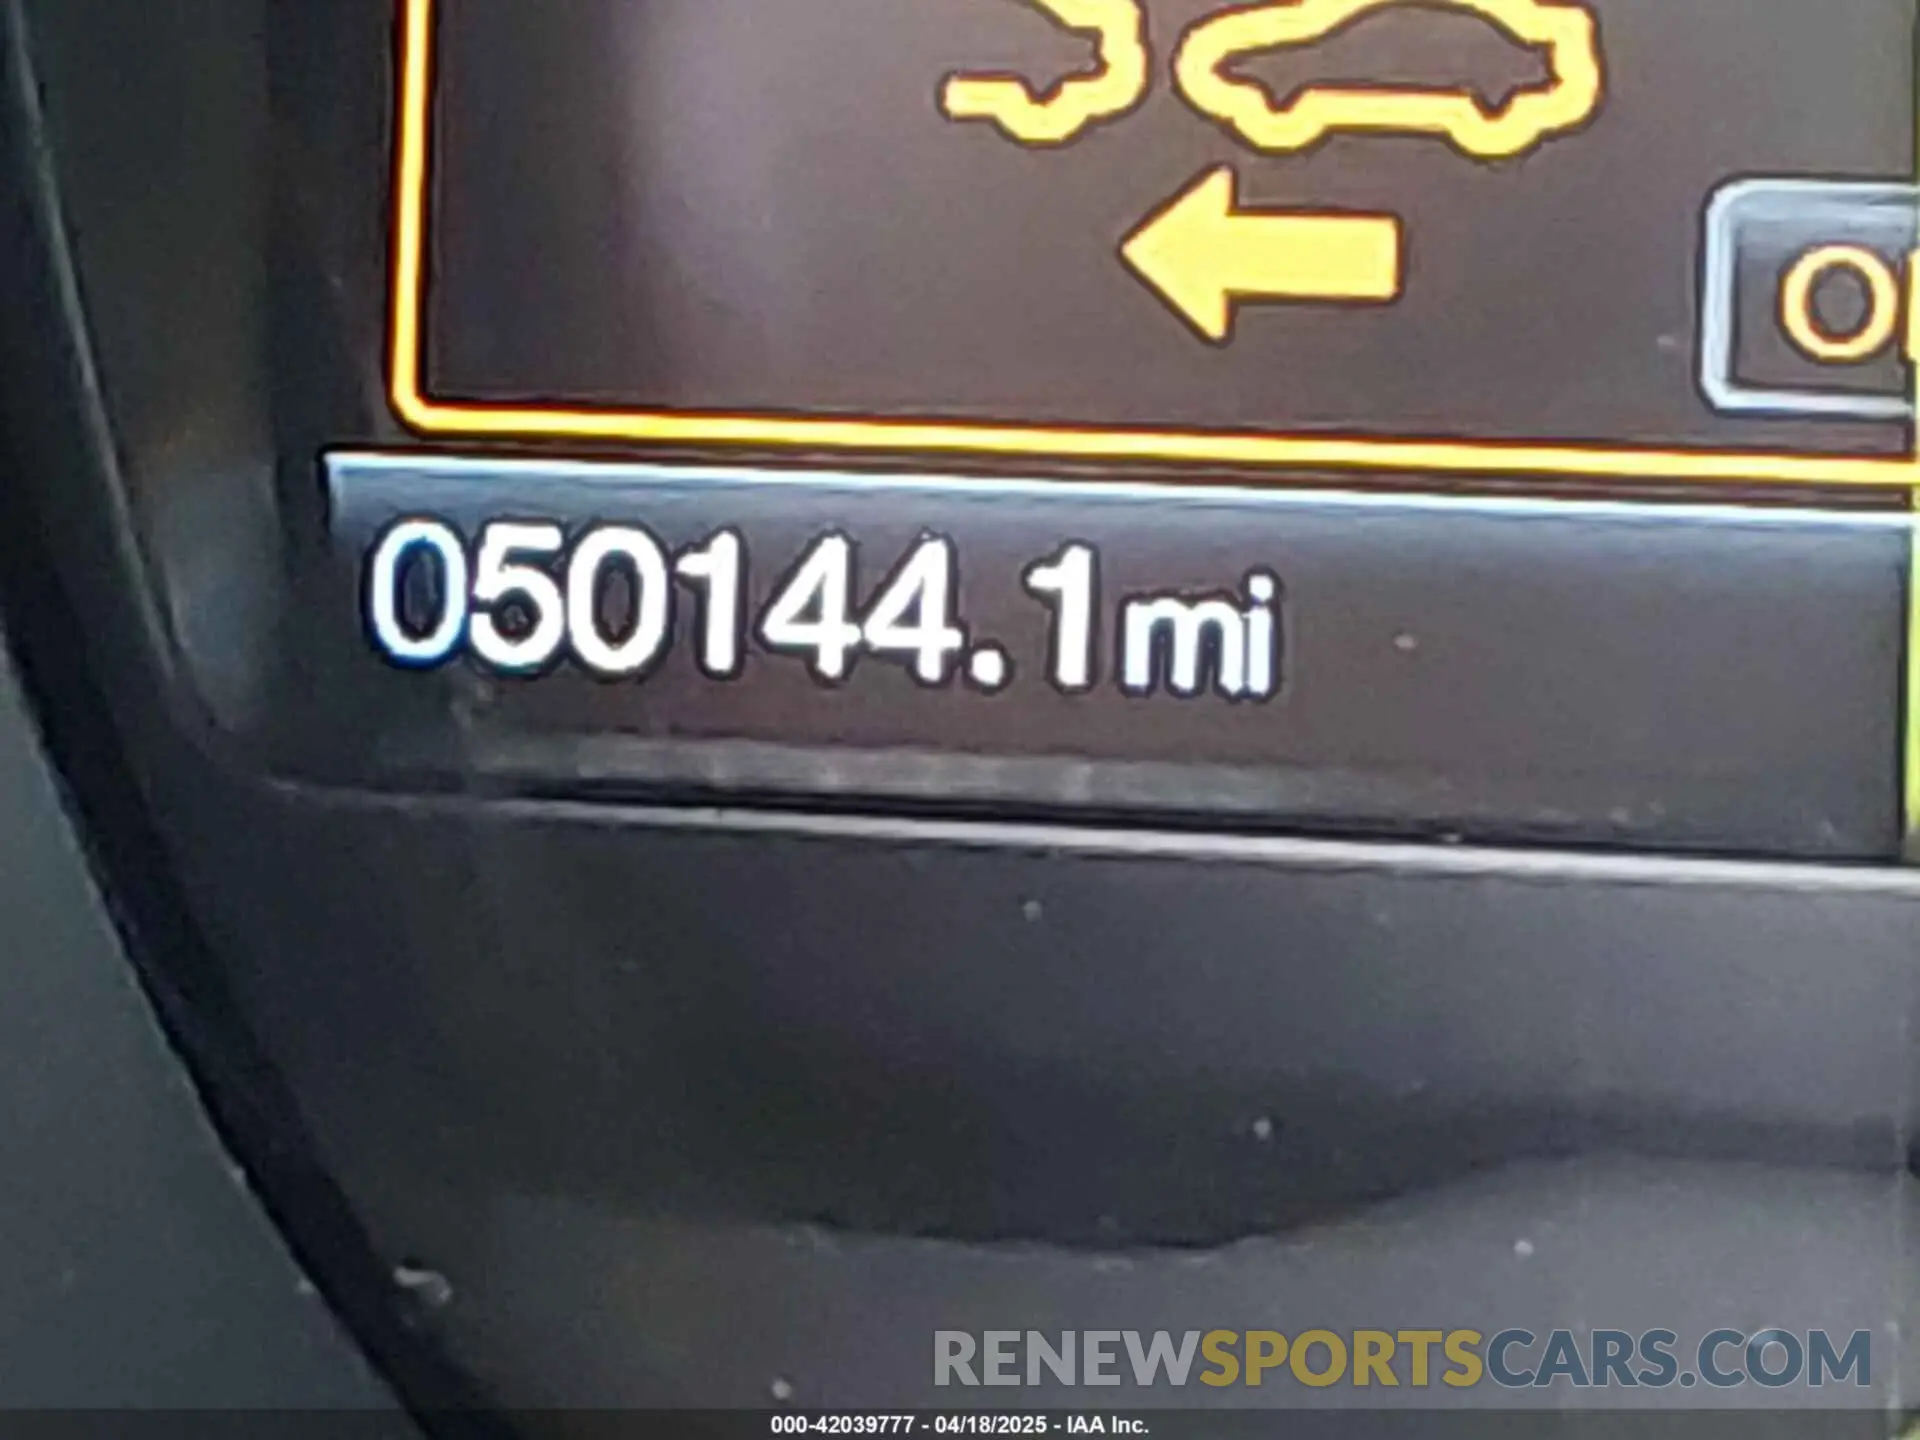 050144.1mi
RENEWSPORTSCARS.COM
000-42039777 - 04/18/2025 - IAA Inc.